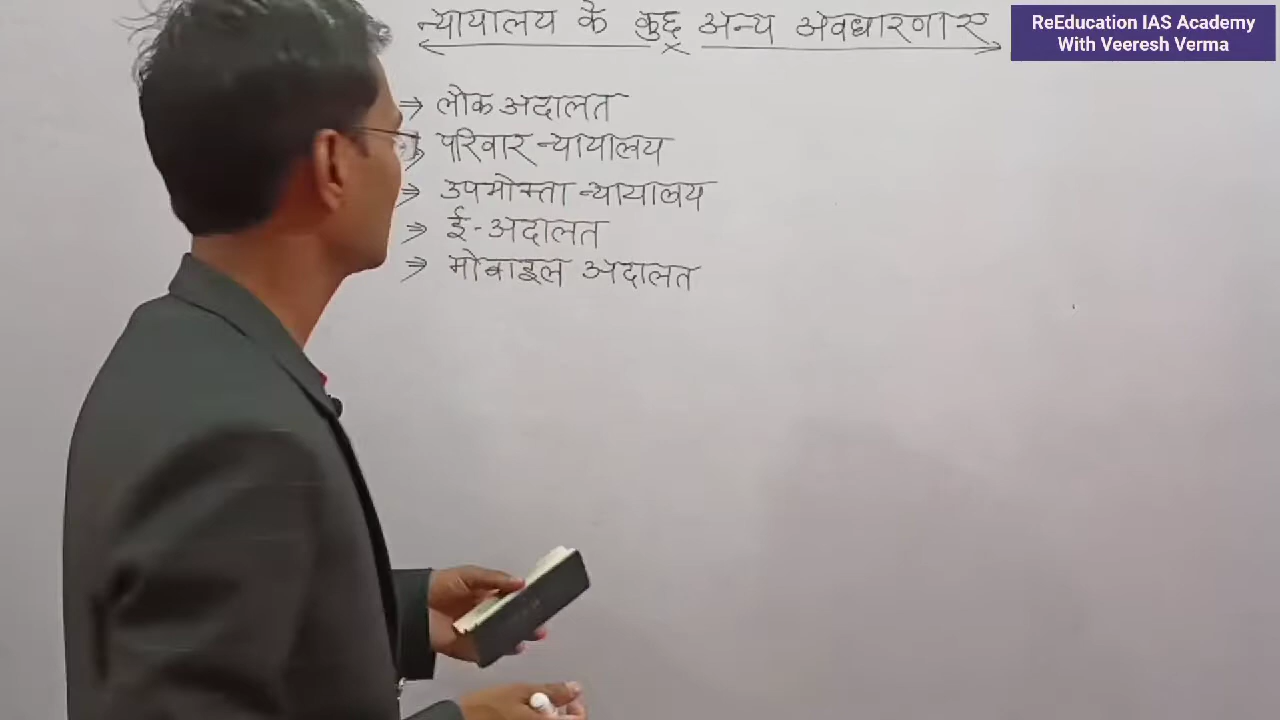 न्यायालय के कुछ अन्य अवधारणाए
ReEducation IAS Academy
With Veeresh Verma
→ लोक अदालत
→ परिवार न्यायालय
→ उपभोक्ता न्यायालय
→ ई-अदालत
→ मोबाइल अदालत